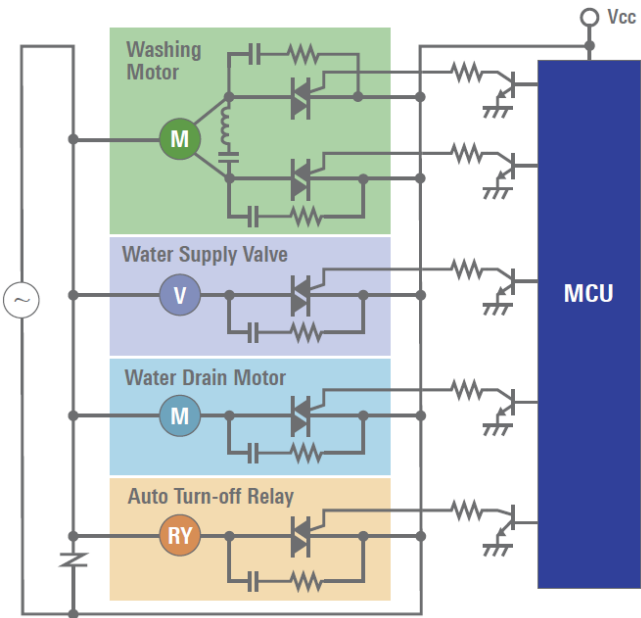 Vcc
Washing
Motor
M
Water Supply Valve
V
MCU
Water Drain Motor
M
Auto Turn-off Relay
RY